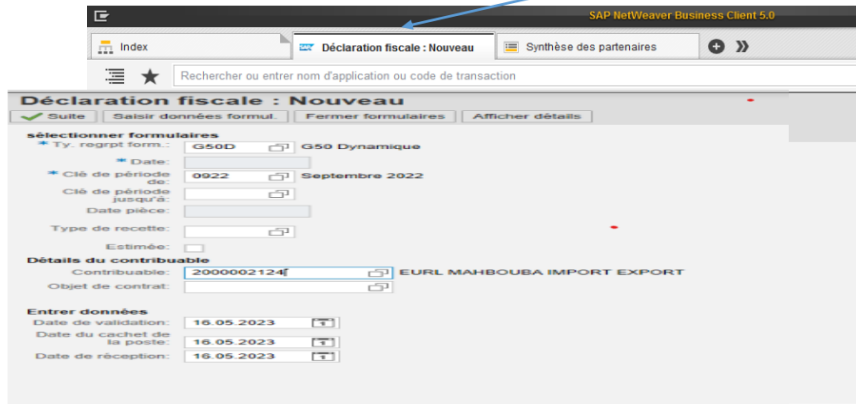 SAP NetWeaver Business Client 5.0
Index
SAP Déclaration fiscale : Nouveau
Synthèse des partenaires
Rechercher ou entrer nom d'application ou code de transaction
Déclaration fiscale : Nouveau
Suite Saisir données formul. Fermer formulaires Afficher détails
sélectionner formulaires
* Ty. regrpt form.: G50D G50 Dynamique
* Date:
* Clé de période de: 0922 Septembre 2022
Clé de période jusqu'à:
Date pièce:
Type de recette:
Estimée:
Détails du contribuable
Contribuable: 2000002124 EURL MAHBOUBA IMPORT EXPORT
Objet de contrat:
Entrer données
Date de validation: 16.05.2023
Date du cachet de la poste: 16.05.2023
Date de réception: 16.05.2023